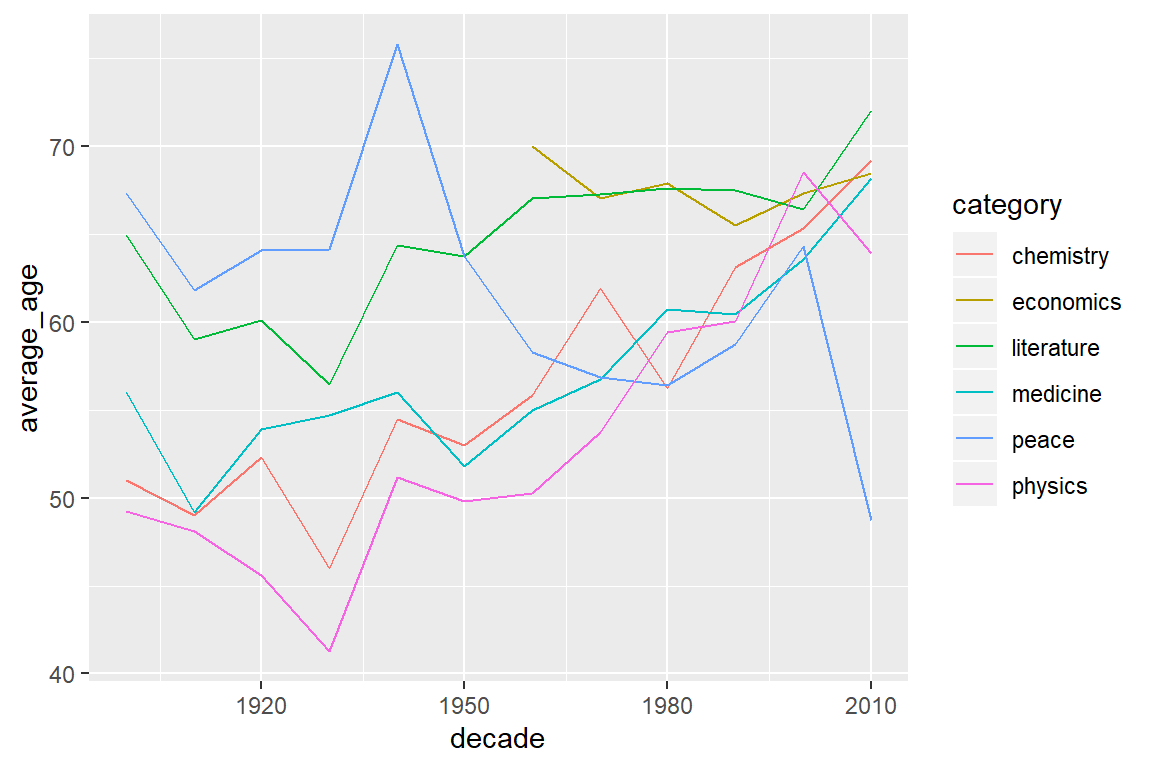 average_age
70
60
50
40
1920 1950 1980 2010
decade
category
chemistry
economics
literature
medicine
peace
physics